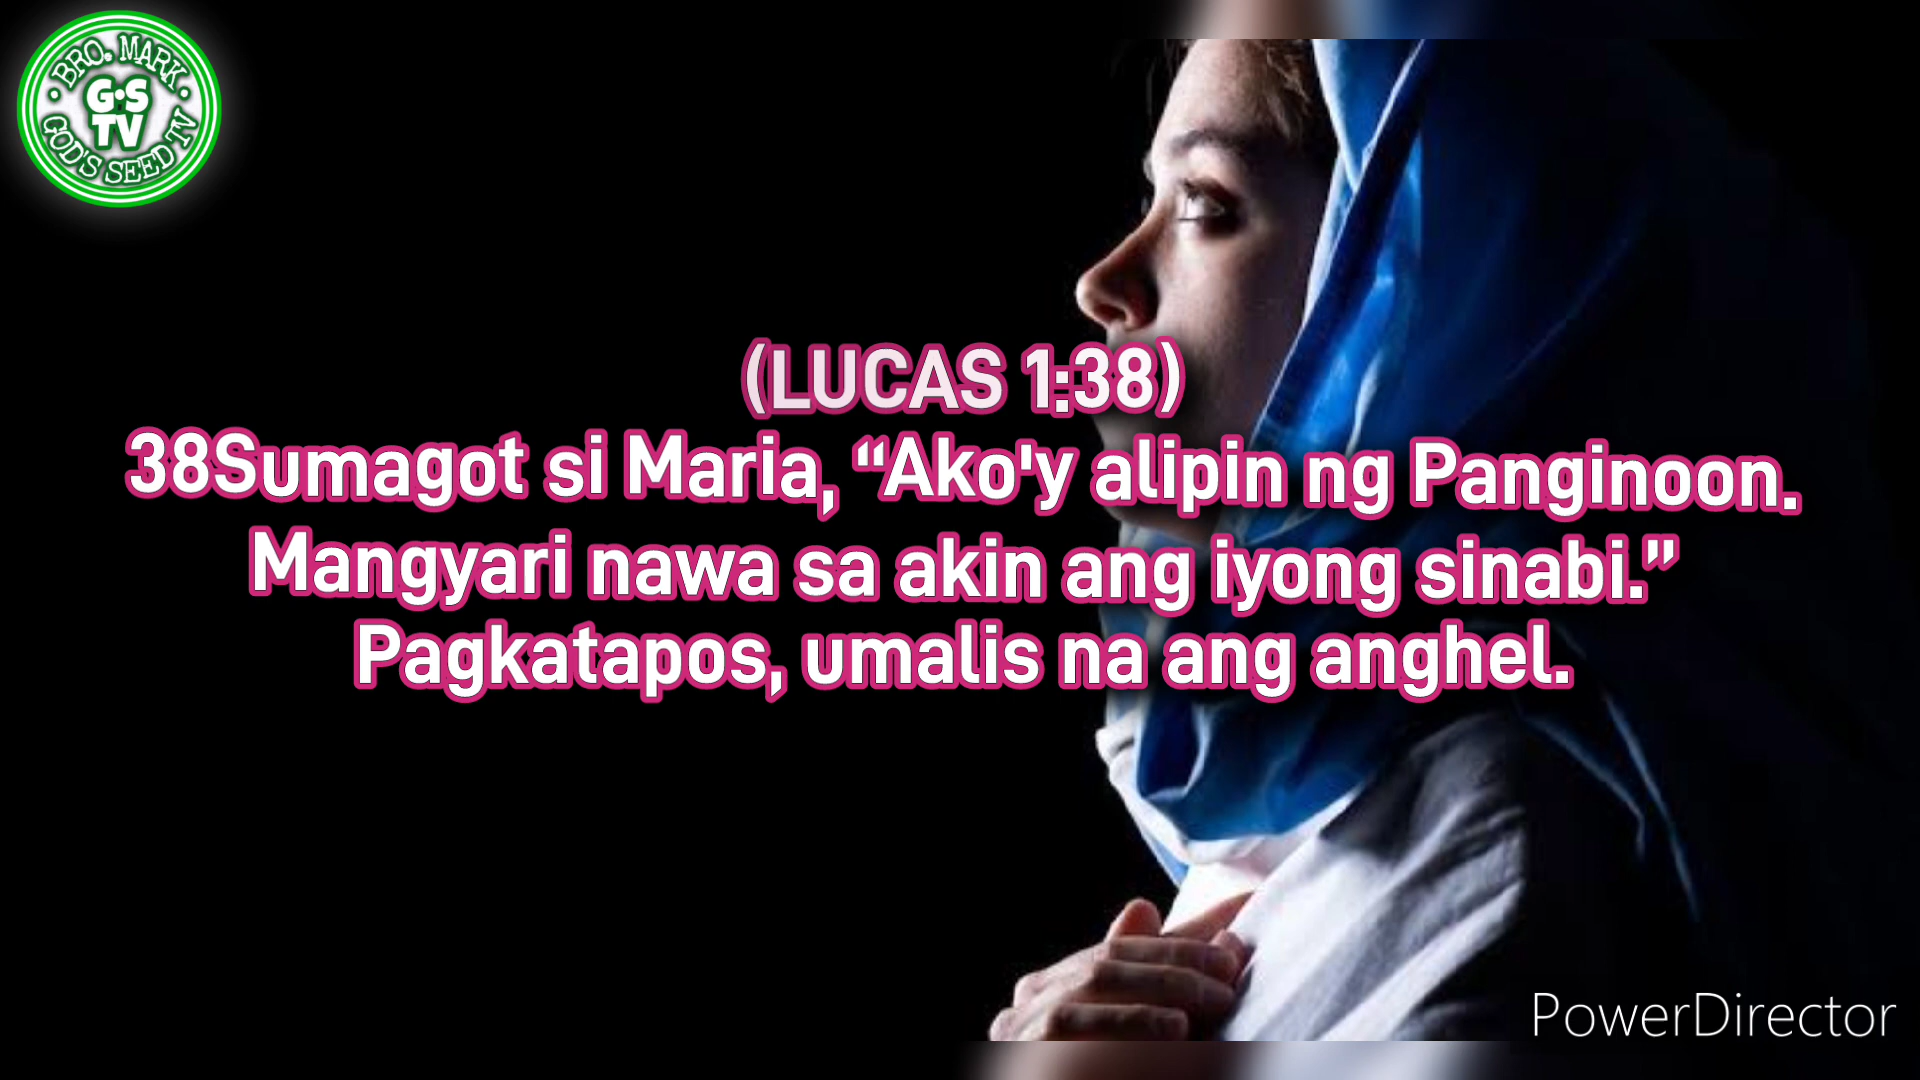 BRO. MARK
G·S
TV
GOD'S SEED TV
(LUCAS 1:38)
38Sumagot si Maria, “Ako'y alipin ng Panginoon.
Mangyari nawa sa akin ang iyong sinabi.”
Pagkatapos, umalis na ang anghel.
PowerDirector